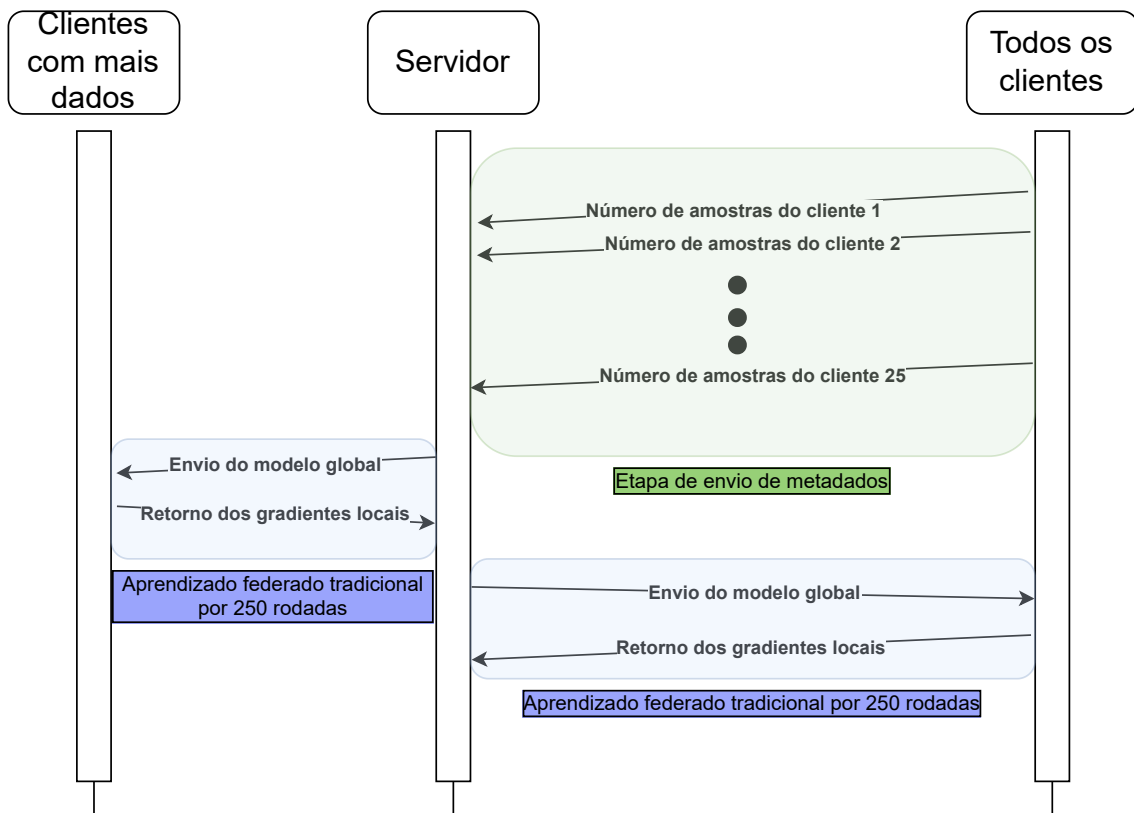 Clientes
com mais
dados
Servidor
Todos os
clientes
Número de amostras do cliente 1
Número de amostras do cliente 2
Número de amostras do cliente 25
Etapa de envio de metadados
Envio do modelo global
Retorno dos gradientes locais
Aprendizado federado tradicional
por 250 rodadas
Envio do modelo global
Retorno dos gradientes locais
Aprendizado federado tradicional por 250 rodadas